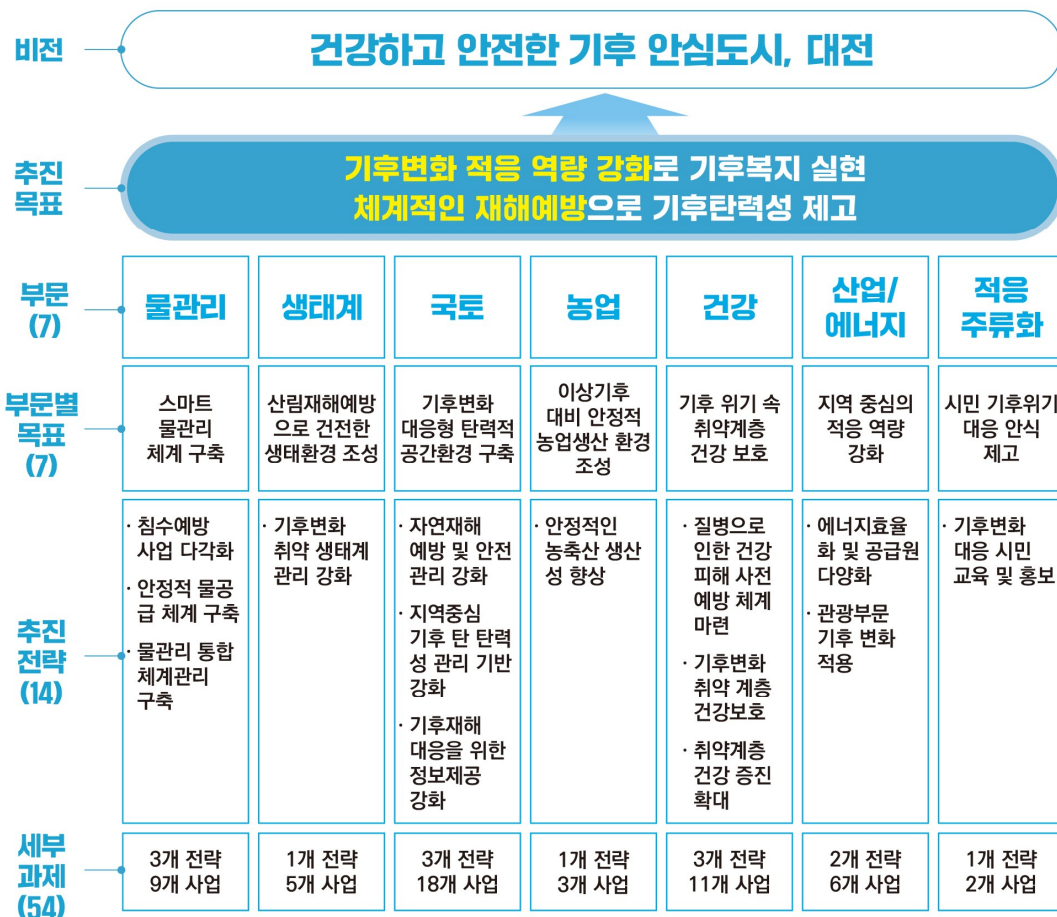 비전
건강하고 안전한 기후 안심도시, 대전
추진
목표
기후변화 적응 역량 강화로 기후복지 실현
체계적인 재해예방으로 기후탄력성 제고
부문
(7)
물관리
생태계
국토
농업
건강
산업/
에너지
적응
주류화
부문별
목표
(7)
스마트
물관리
체계 구축
산림재해예방
으로 건전한
생태환경 조성
기후변화
대응형 탄력적
공간환경 구축
이상기후
대비 안정적
농업생산 환경
조성
기후 위기 속
취약계층
건강 보호
지역 중심의
적응 역량
강화
시민 기후위기
대응 안식
제고
추진
전략
(14)
· 침수예방
사업 다각화
· 안정적 물공
급 체계 구축
· 물관리 통합
체계관리
구축
· 기후변화
취약 생태계
관리 강화
· 자연재해
예방 및 안전
관리 강화
· 지역중심
기후 탄 탄력
성 관리 기반
강화
· 기후재해
대응을 위한
정보제공
강화
· 안정적인
농축산 생산
성 향상
· 질병으로
인한 건강
피해 사전
예방 체계
마련
· 기후변화
취약 계층
건강보호
· 취약계층
건강 증진
확대
· 에너지효율
화 및 공급원
다양화
· 관광부문
기후 변화
적용
· 기후변화
대응 시민
교육 및 홍보
세부
과제
(54)
3개 전략
9개 사업
1개 전략
5개 사업
3개 전략
18개 사업
1개 전략
3개 사업
3개 전략
11개 사업
2개 전략
6개 사업
1개 전략
2개 사업